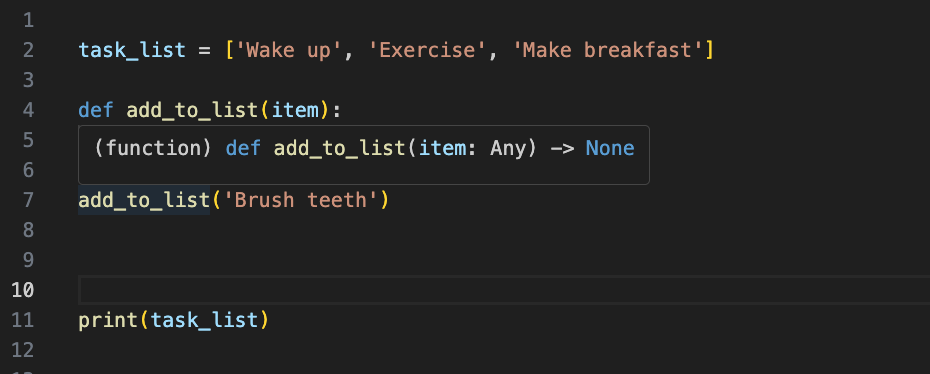 1
2 task_list = ['Wake up', 'Exercise', 'Make breakfast']
3
4 def add_to_list(item):
5 (function) def add_to_list(item: Any) -> None
6
7 add_to_list('Brush teeth')
8
9
10
11 print(task_list)
12